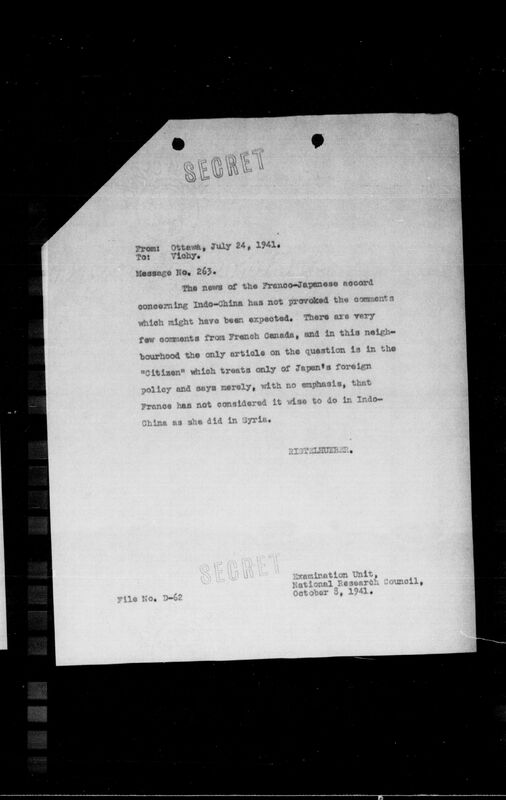 SECRET
From: Ottawa, July 24, 1941.
To: Vichy.
Message No. 263.
The news of the Franco-Japanese accord
concerning Indo-China has not provoked the comments
which might have been expected. There are very
few comments from French Canada, and in this neigh-
bourhood the only article on the question is in the
"Citizen" which treats only of Japan's foreign
policy and says merely, with no emphasis, that
France has not considered it wise to do in Indo-
China as she did in Syria.
RISTELHUEBER.
SECRET
Examination Unit,
National Research Council,
October 8, 1941.
File No. D-62